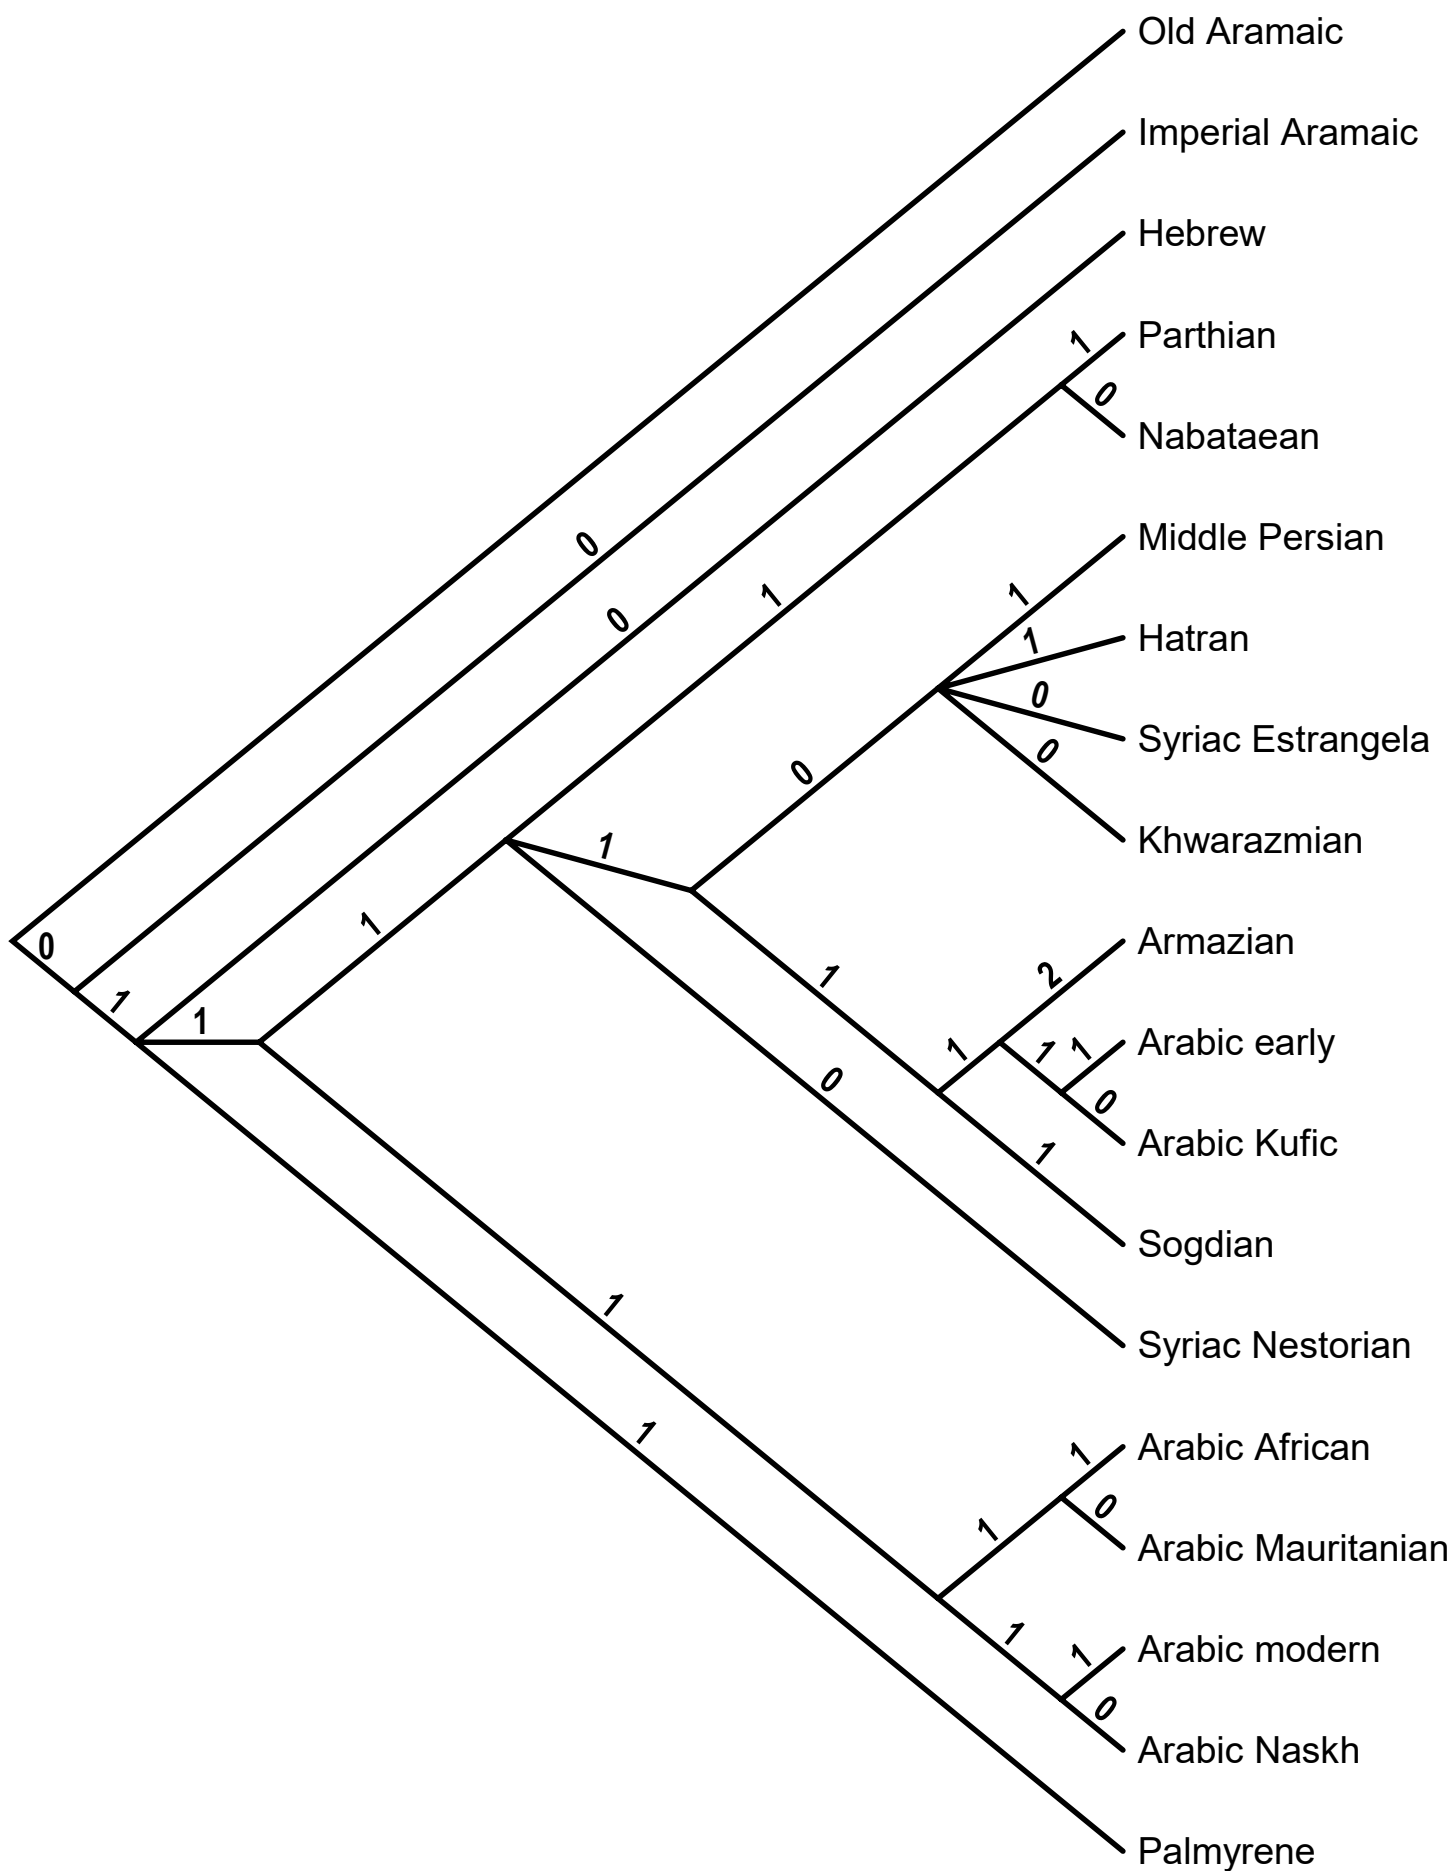 Old Aramaic
Imperial Aramaic
Hebrew
1 Parthian
0
Nabataean
0
Middle Persian
1
0
1
1
Hatran
0
Syriac Estrangela
0
0
1
Khwarazmian
1
0
Armazian
1
2
1
1
1
1
1
Arabic early
0
0
Arabic Kufic
1
Sogdian
1
Syriac Nestorian
1
1
Arabic African
0
1
Arabic Mauritanian
1
1
Arabic modern
0
Arabic Naskh
Palmyrene